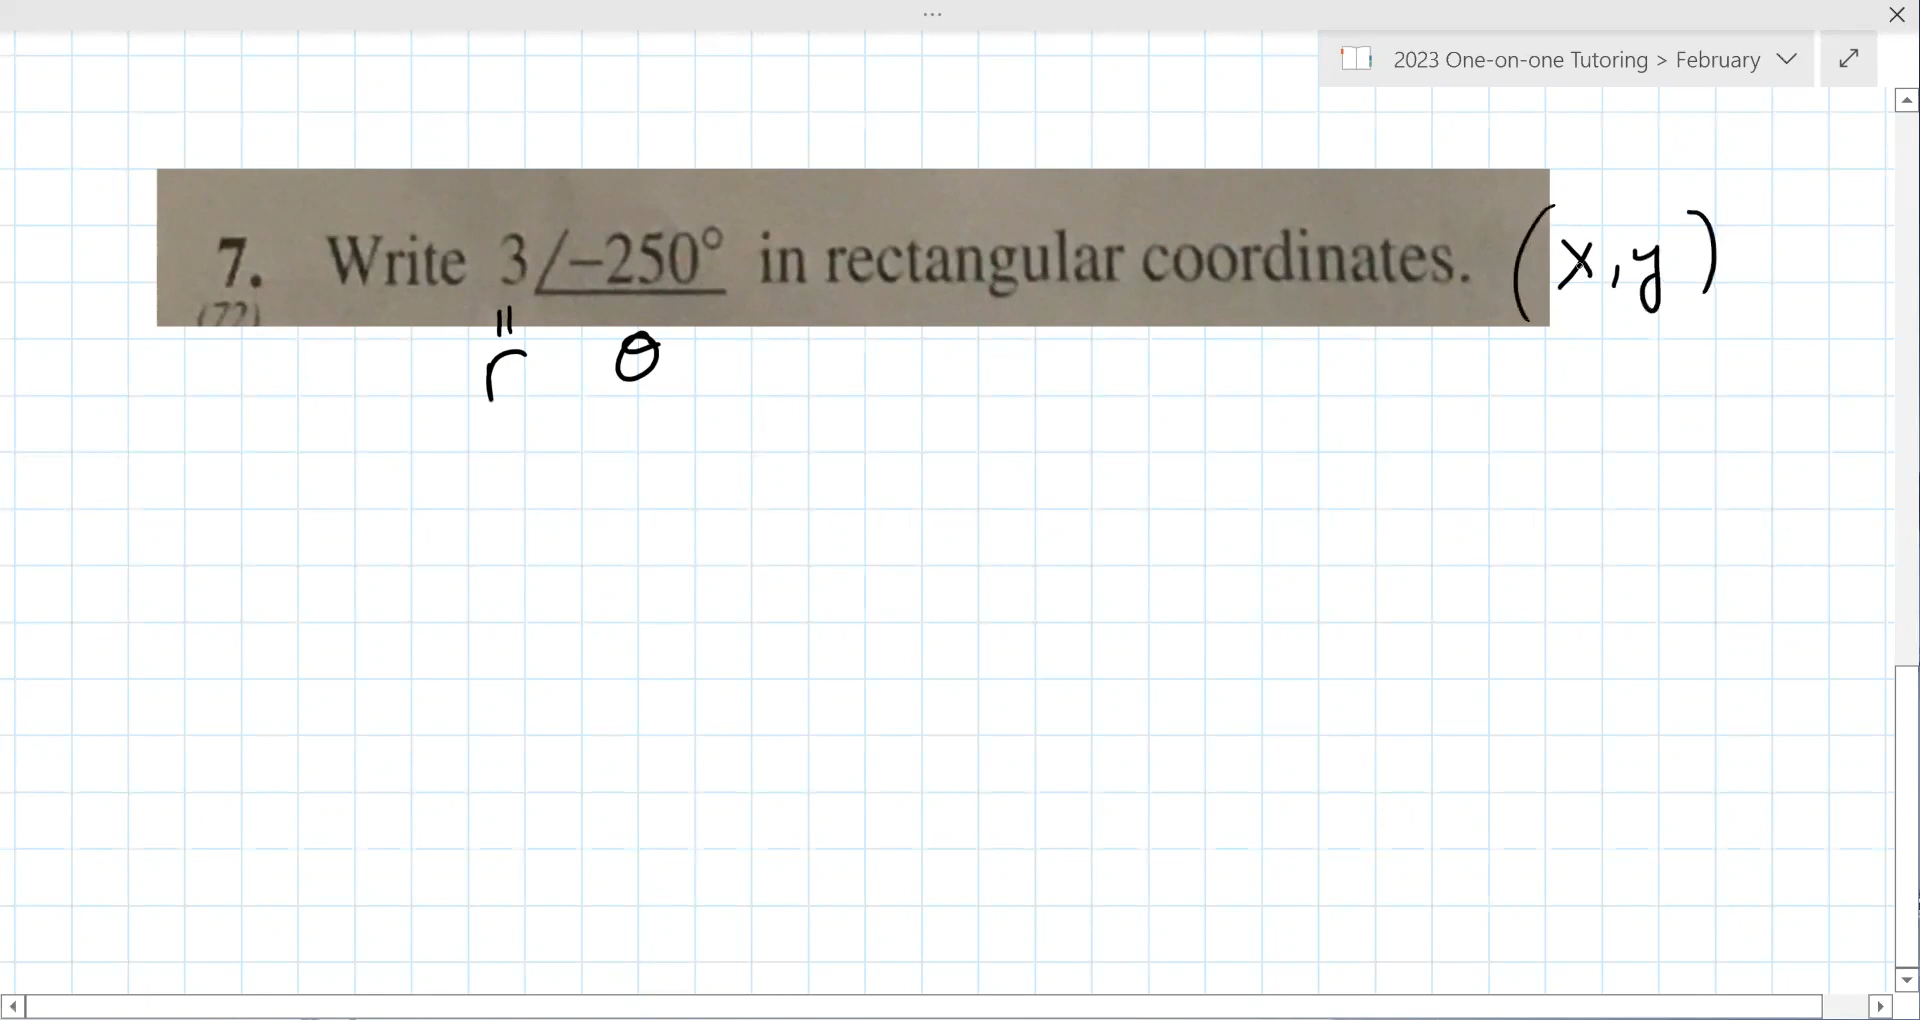 ...
2023 One-on-one Tutoring > February
7. Write 3/−250° in rectangular coordinates. (x,y)
(72)
"
r θ